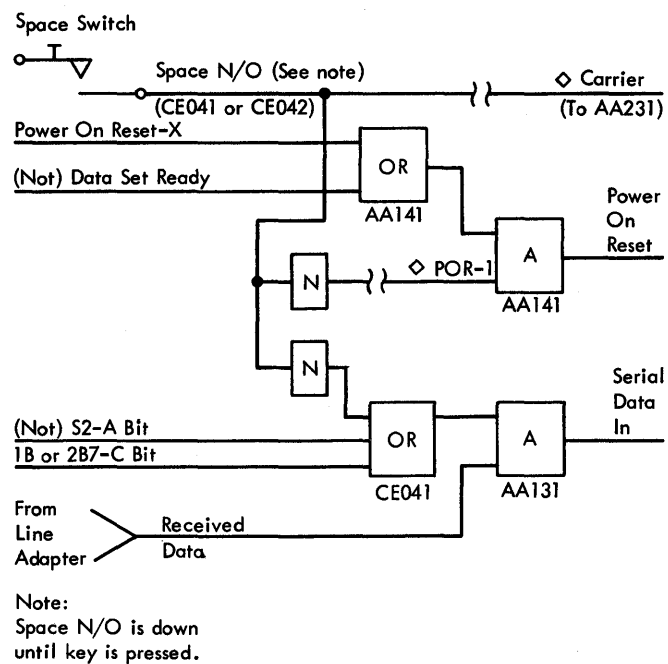 Space Switch
Space N/O (See note)
(CE041 or CE042)
◇ Carrier
(To AA231)
Power On Reset-X
(Not) Data Set Ready
OR
AA141
Power
On
Reset
A
AA141
N
◇ POR-1
N
Serial
Data
In
(Not) S2-A Bit
1B or 2B7-C Bit
OR
CE041
A
AA131
From
Line
Adapter
Received
Data
Note:
Space N/O is down
until key is pressed.